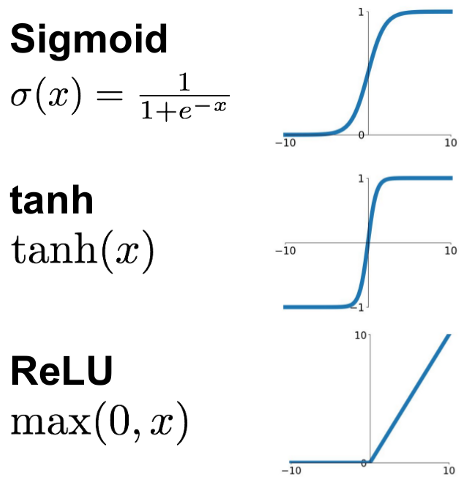 Sigmoid
σ(x) = 1/(1+e^{-x})
1
0
-10
10
tanh
tanh(x)
1
-10
10
-1
ReLU
max(0, x)
10
0
-10
10